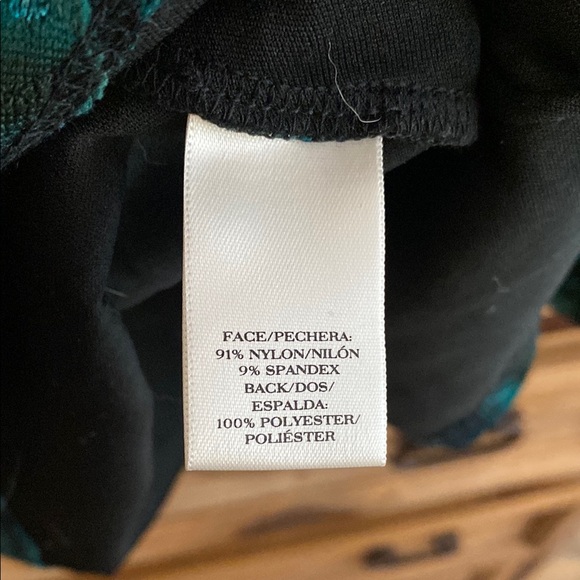 FACE/PECHERA:
91% NYLON/NILÓN
9% SPANDEX
BACK/DOS/
ESPALDA:
100% POLYESTER/
POLIÉSTER